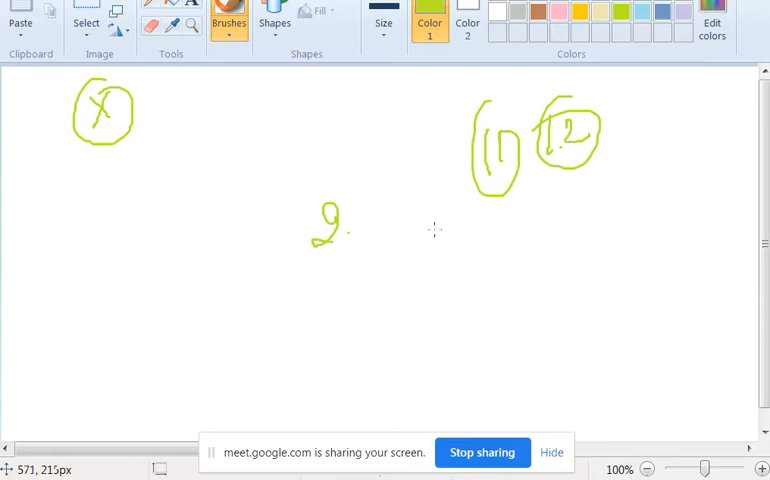 Paste
Select
Brushes
Shapes
Fill
Size
Color
1
Color
2
Edit
colors
Clipboard
Image
Tools
Shapes
Colors
X
11
12
2.
meet.google.com is sharing your screen.
Stop sharing
Hide
571, 215px
100%